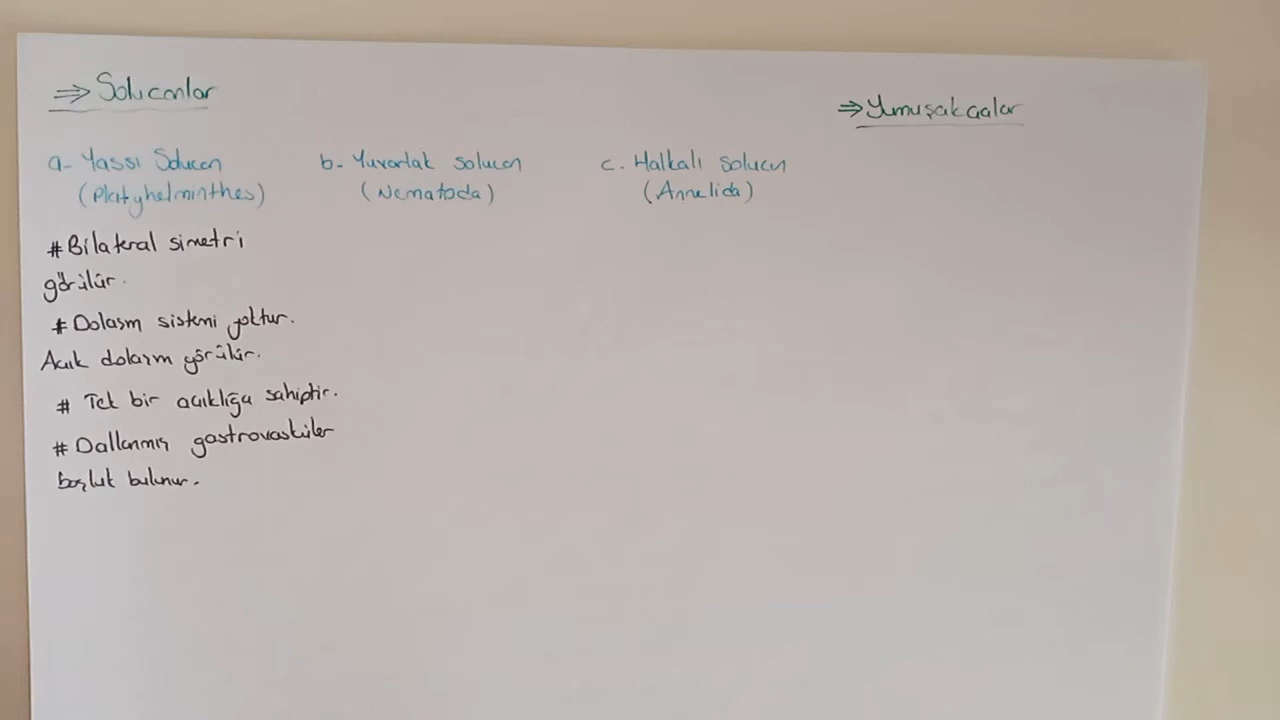 ⇒ Solucanlar
⇒ Yumuşakçalar
a- Yassı Solucan
(Platyhelminthes)
b- Yuvarlak solucan
(Nematoda)
c. Halkalı solucan
(Annelida)
# Bilateral simetri
görülür.
# Dolaşım sistemi yoktur.
Açık dolaşım görülür.
# Tek bir açıklığa sahiptir.
# Dallanmış gastrovasküler
boşluk bulunur.